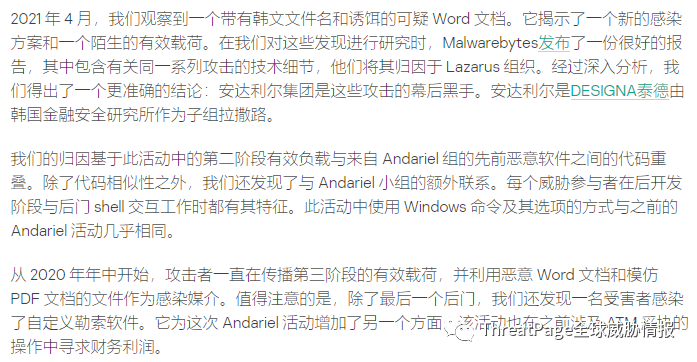 2021 年 4 月，我们观察到一个带有韩文文件名和诱饵的可疑 Word 文档。它揭示了一个新的感染
方案和一个陌生的有效载荷。在我们对这些发现进行研究时，Malwarebytes发布了一份很好的报
告，其中包含有关同一系列攻击的技术细节，他们将其归因于 Lazarus 组织。经过深入分析，我
们得出了一个更准确的结论：安达利尔集团是这些攻击的幕后黑手。安达利尔是DESIGNA泰德由
韩国金融安全研究所作为子组拉撒路。
我们的归因基于此活动中的第二阶段有效负载与来自 Andariel 组的先前恶意软件之间的代码重
叠。除了代码相似性之外，我们还发现了与 Andariel 小组的额外联系。每个威胁参与者在后开发
阶段与后门 shell 交互工作时都有其特征。此活动中使用 Windows 命令及其选项的方式与之前的
Andariel 活动几乎相同。
从 2020 年年中开始，攻击者一直在传播第三阶段的有效载荷，并利用恶意 Word 文档和模仿
PDF 文档的文件作为感染媒介。值得注意的是，除了最后一个后门，我们还发现一名受害者感染
了自定义勒索软件。它为这次 Andariel 活动增加了另一个方面，该活动也在之前涉及 ATM 妥协的
操作中寻求财务利润。
ThreatPage全球威胁情报